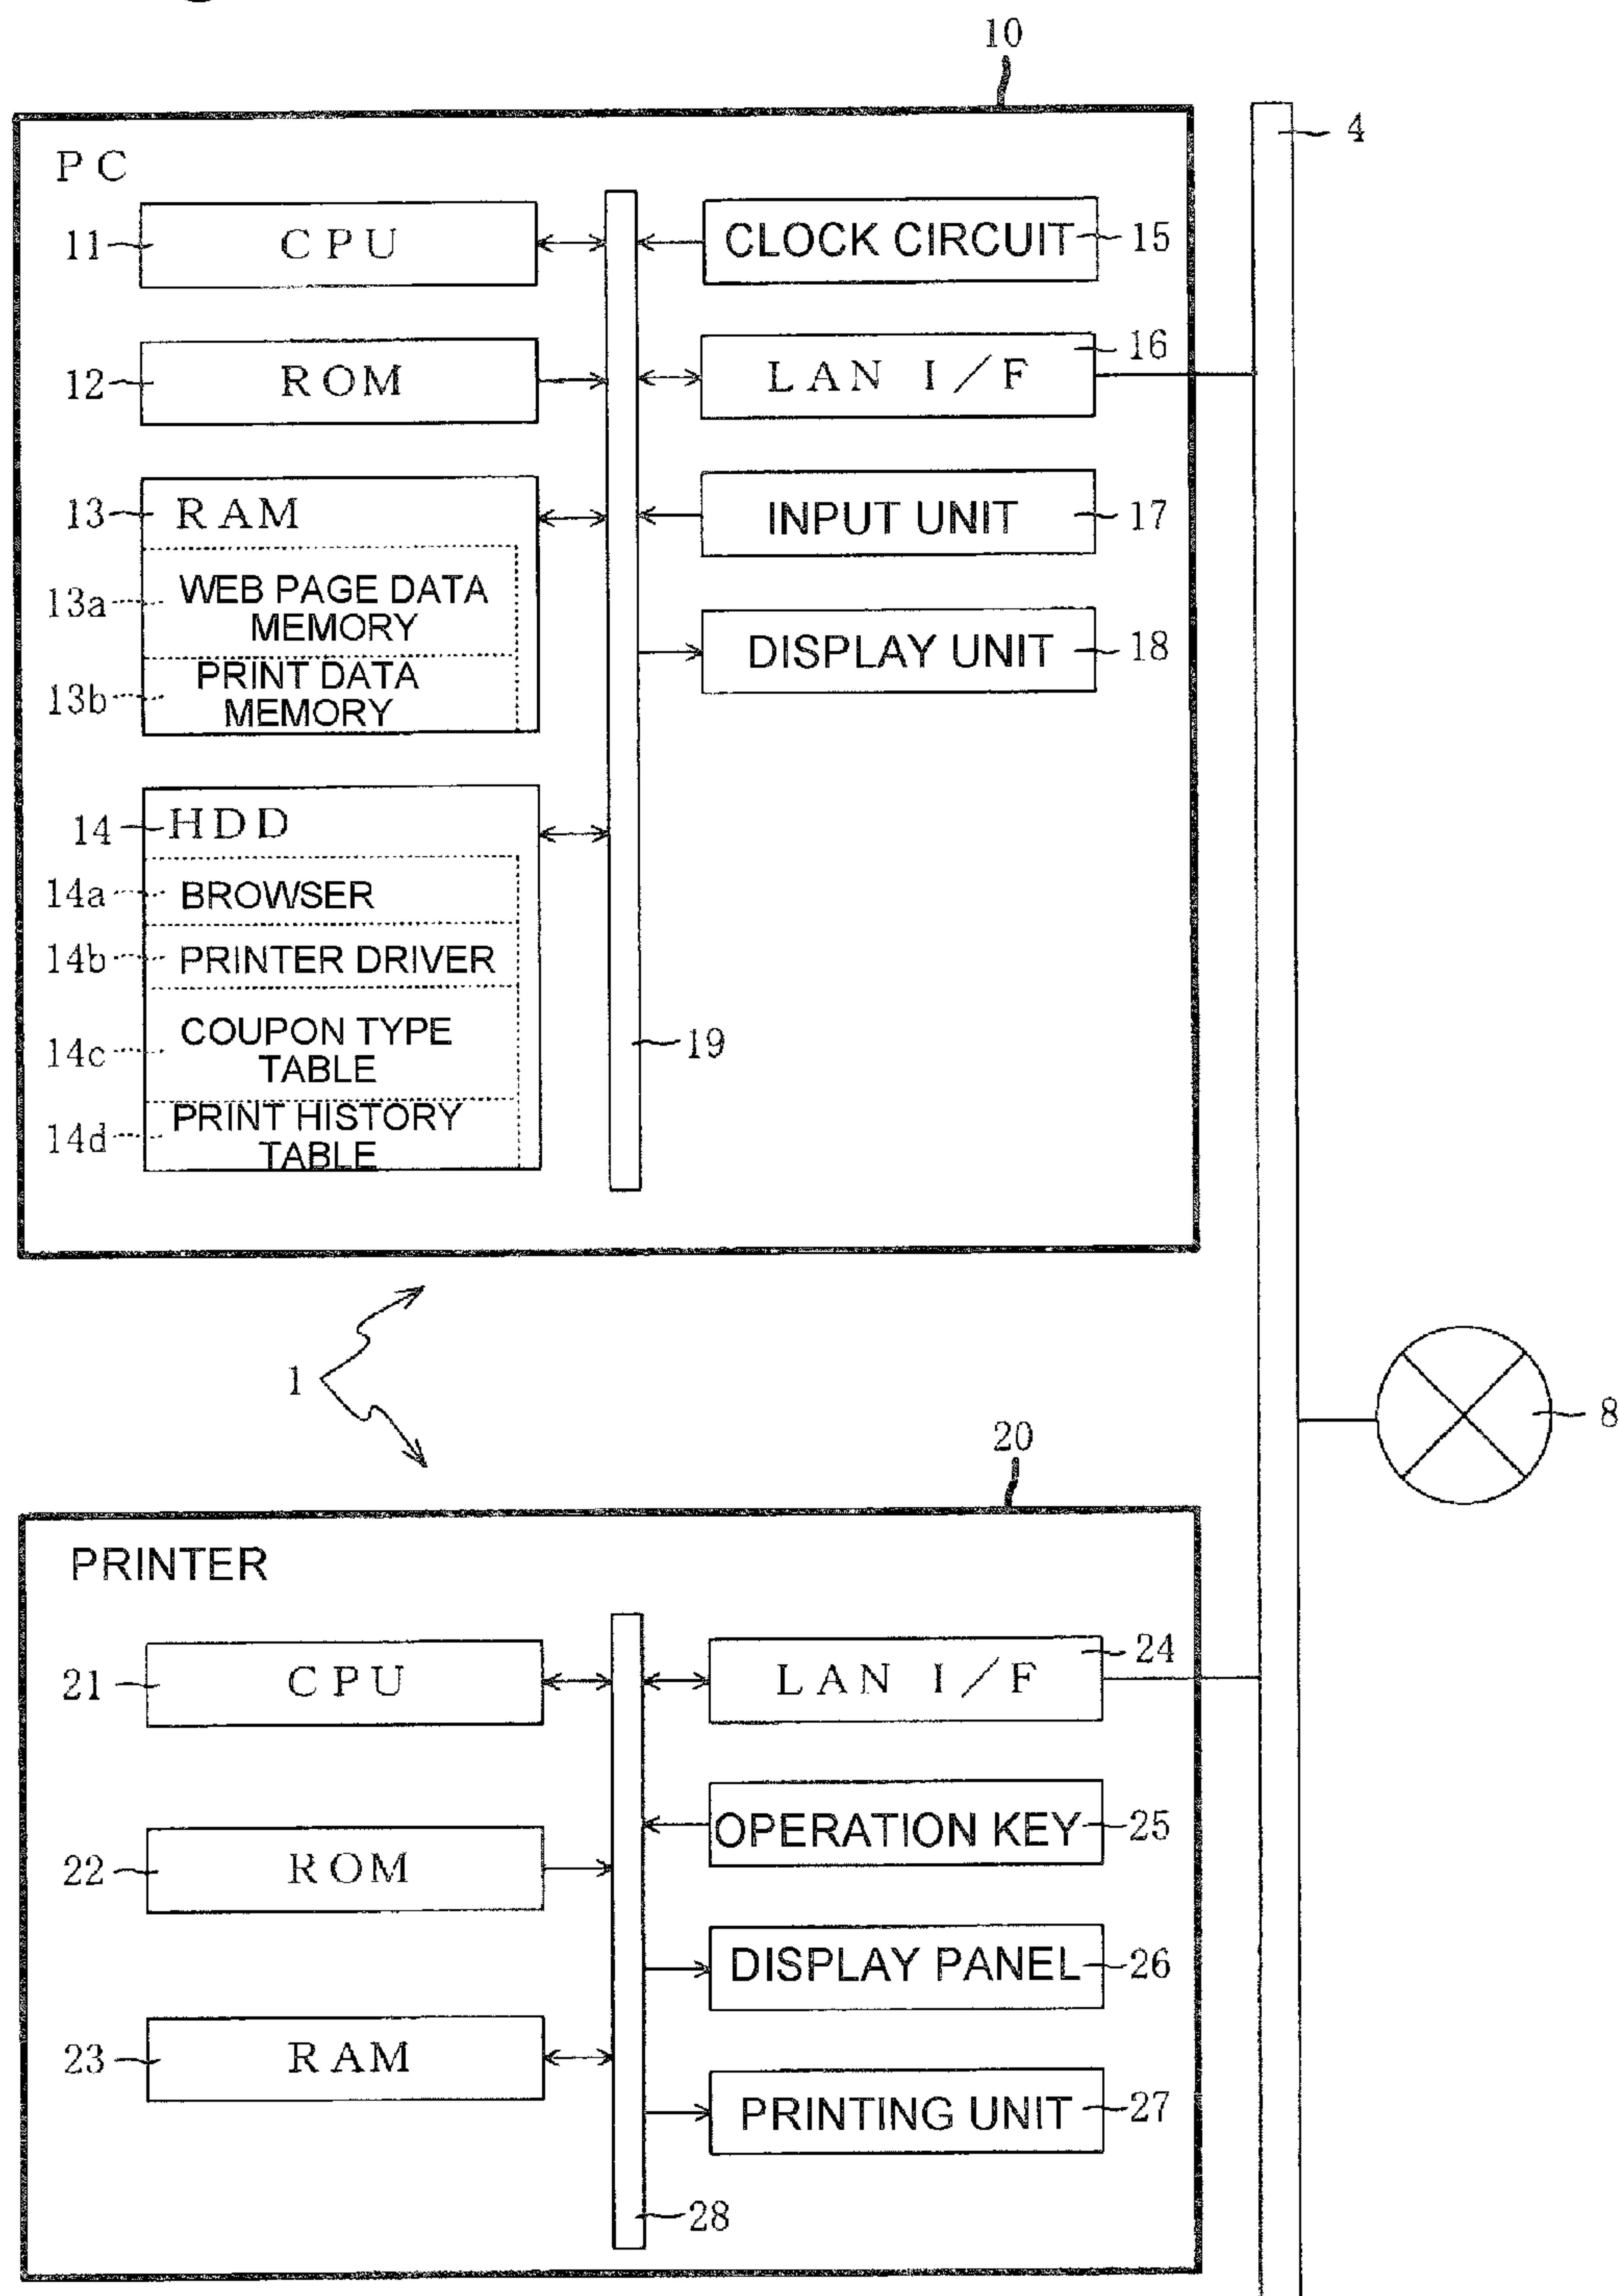 10
4
PC
11
CPU
CLOCK CIRCUIT
15
12
ROM
LAN I/F
16
13
RAM
INPUT UNIT
17
13a
WEB PAGE DATA
MEMORY
DISPLAY UNIT
18
13b
PRINT DATA
MEMORY
14
HDD
14a
BROWSER
14b
PRINTER DRIVER
14c
COUPON TYPE
TABLE
19
14d
PRINT HISTORY
TABLE
1
8
20
PRINTER
21
CPU
LAN I/F
24
OPERATION KEY
25
22
ROM
DISPLAY PANEL
26
23
RAM
PRINTING UNIT
27
28